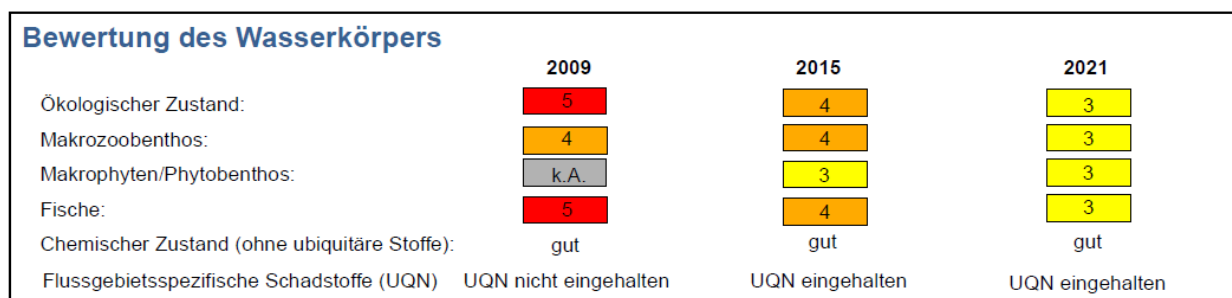 Bewertung des Wasserkörpers
2009 2015 2021
Ökologischer Zustand: 5 4 3
Makrozoobenthos: 4 4 3
Makrophyten/Phytobenthos: k.A. 3 3
Fische: 5 4 3
Chemischer Zustand (ohne ubiquitäre Stoffe): gut gut gut
Flussgebietsspezifische Schadstoffe (UQN) UQN nicht eingehalten UQN eingehalten UQN eingehalten